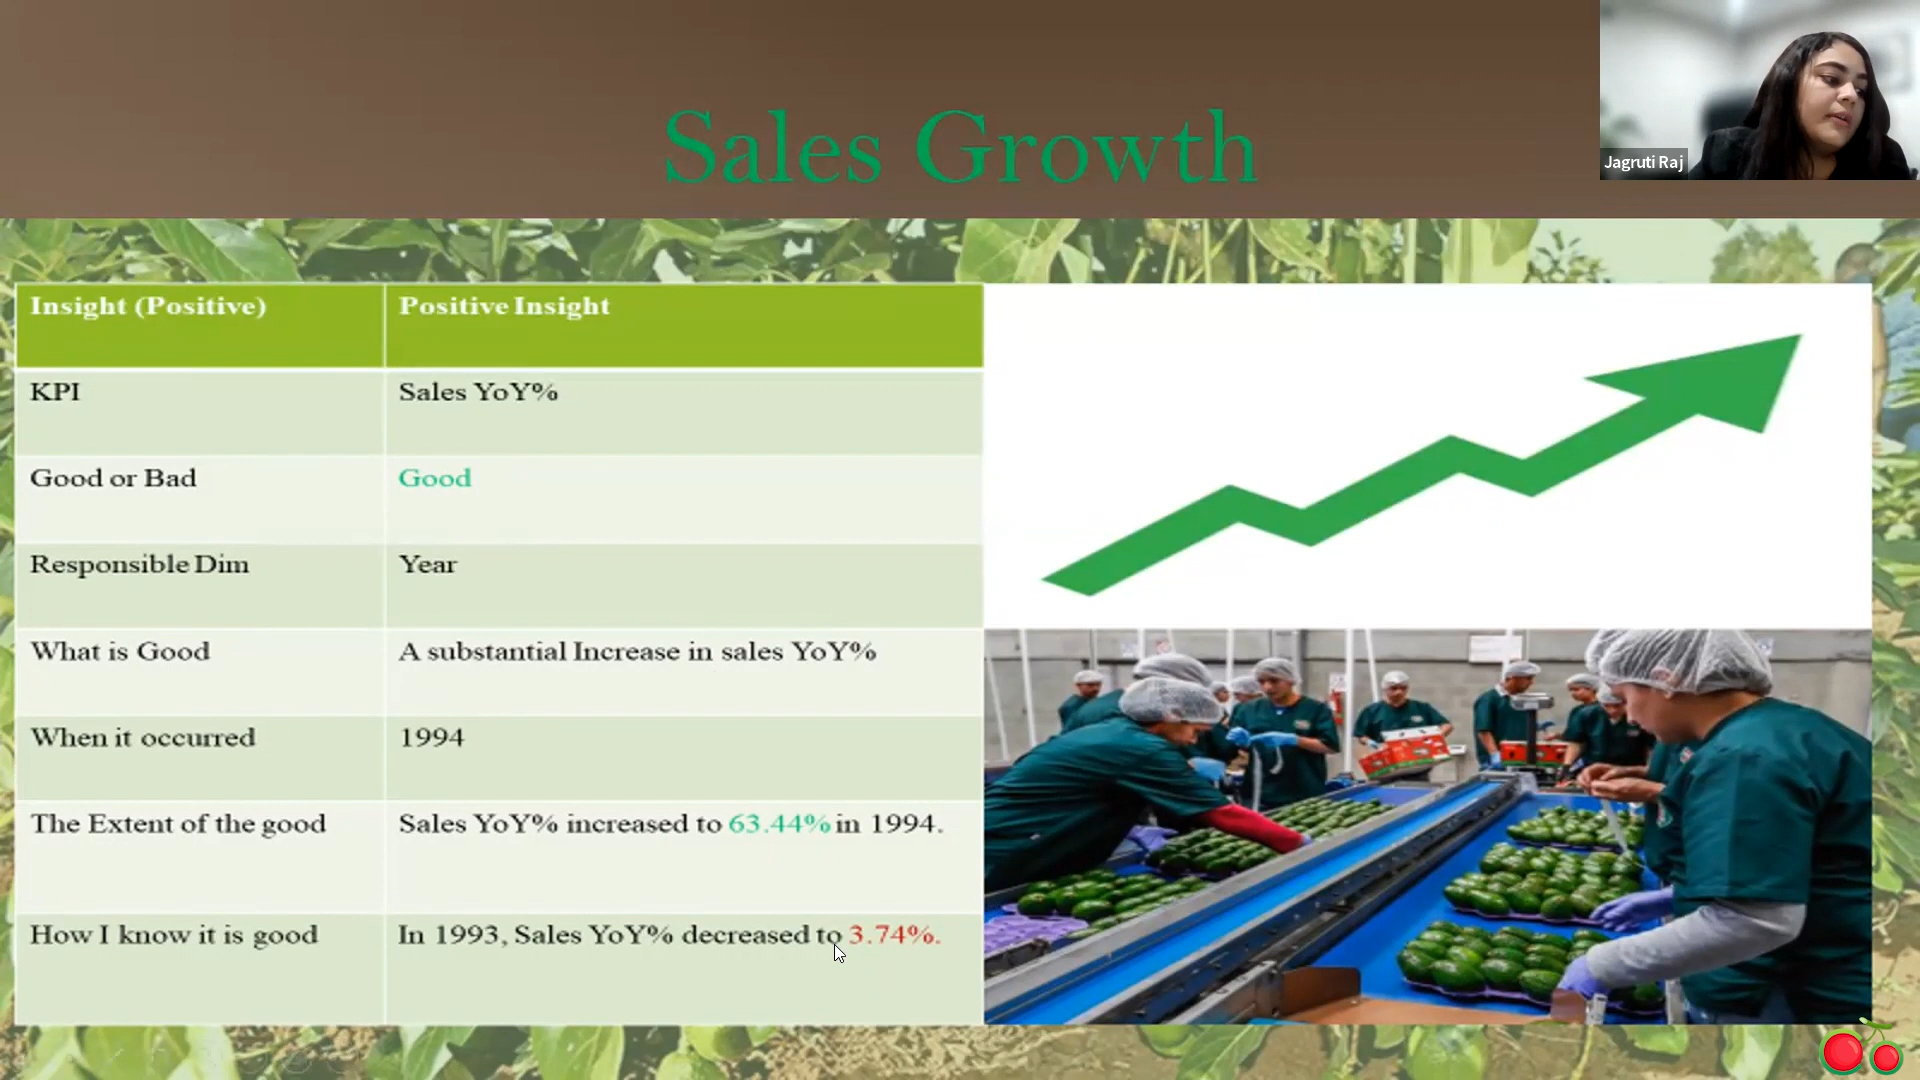 Sales Growth
Jagruti Raj
Insight (Positive)
Positive Insight
KPI
Sales YoY%
Good or Bad
Good
Responsible Dim
Year
What is Good
A substantial Increase in sales YoY%
When it occurred
1994
The Extent of the good
Sales YoY% increased to 63.44% in 1994.
How I know it is good
In 1993, Sales YoY% decreased to 3.74%.